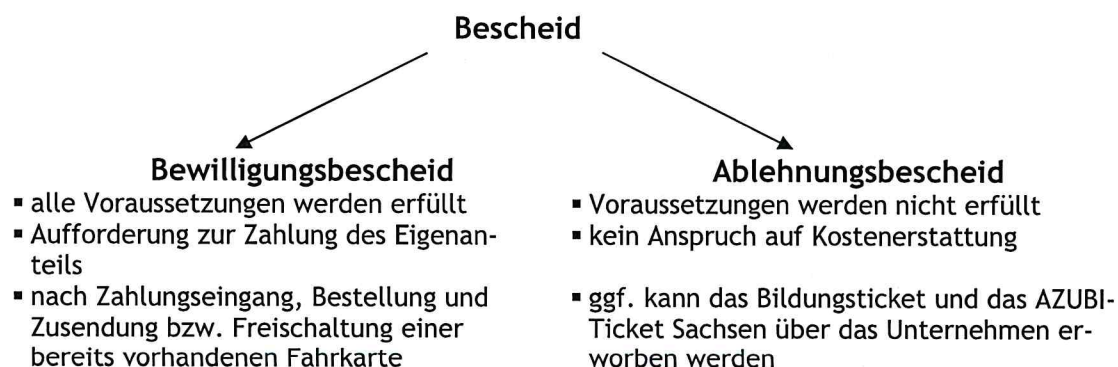 Bescheid
Bewilligungsbescheid
▪ alle Voraussetzungen werden erfüllt
▪ Aufforderung zur Zahlung des Eigenan-
teils
▪ nach Zahlungseingang, Bestellung und
Zusendung bzw. Freischaltung einer
bereits vorhandenen Fahrkarte
Ablehnungsbescheid
▪ Voraussetzungen werden nicht erfüllt
▪ kein Anspruch auf Kostenerstattung
▪ ggf. kann das Bildungsticket und das AZUBI-
Ticket Sachsen über das Unternehmen er-
worben werden